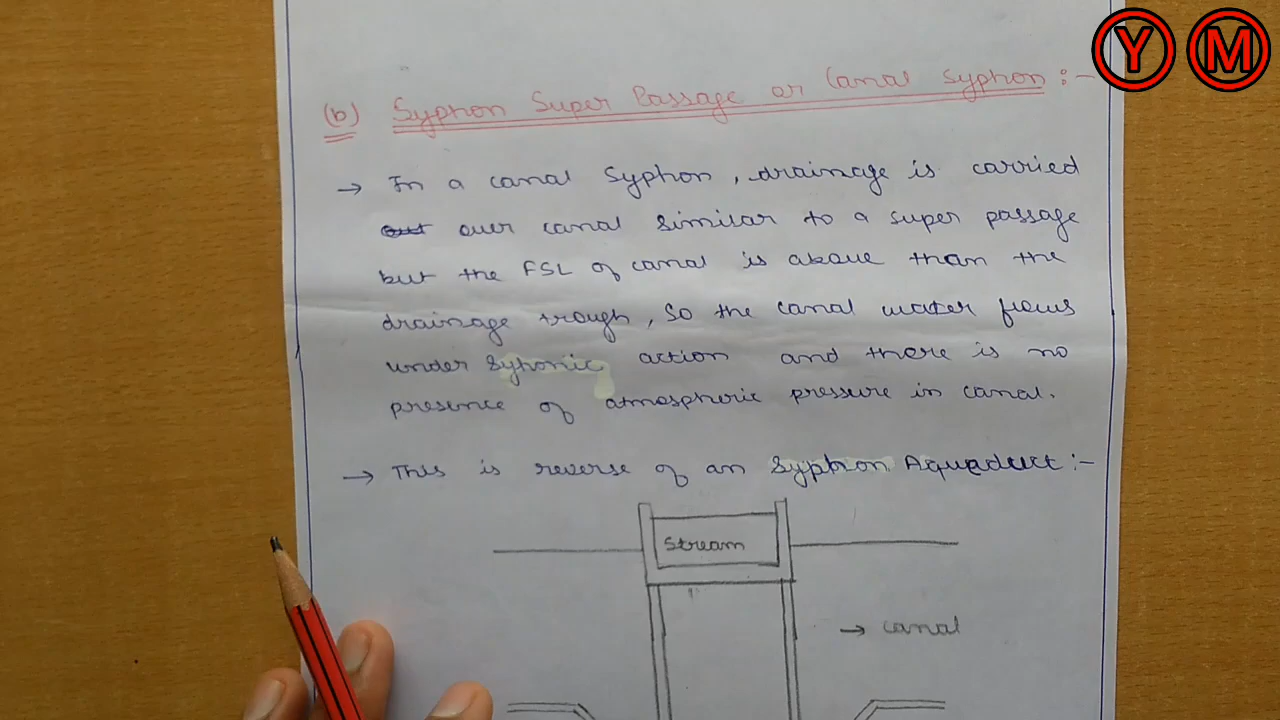 Y M
(b) Syphon Super Passage or Canal Syphon :-
→ In a canal Syphon, drainage is carried
out over canal similar to a super passage
but the FSL of canal is above than the
drainage trough, So the canal water flows
under Syhonic action and there is no
presence of atmospheric pressure in canal.
→ This is reverse of an Syphon Aquaduct :-
Stream
→ canal